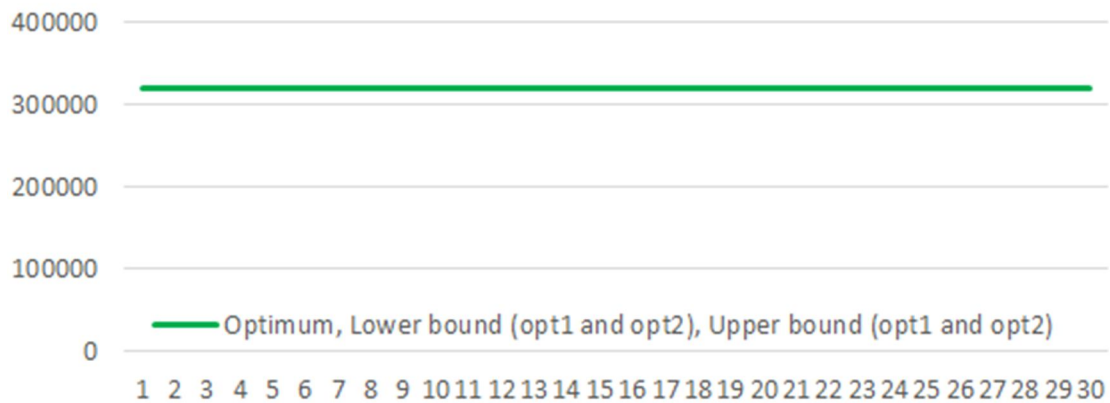 400000
300000
200000
100000
Optimum, Lower bound (opt1 and opt2), Upper bound (opt1 and opt2)
0
1 2 3 4 5 6 7 8 9 10 11 12 13 14 15 16 17 18 19 20 21 22 23 24 25 26 27 28 29 30